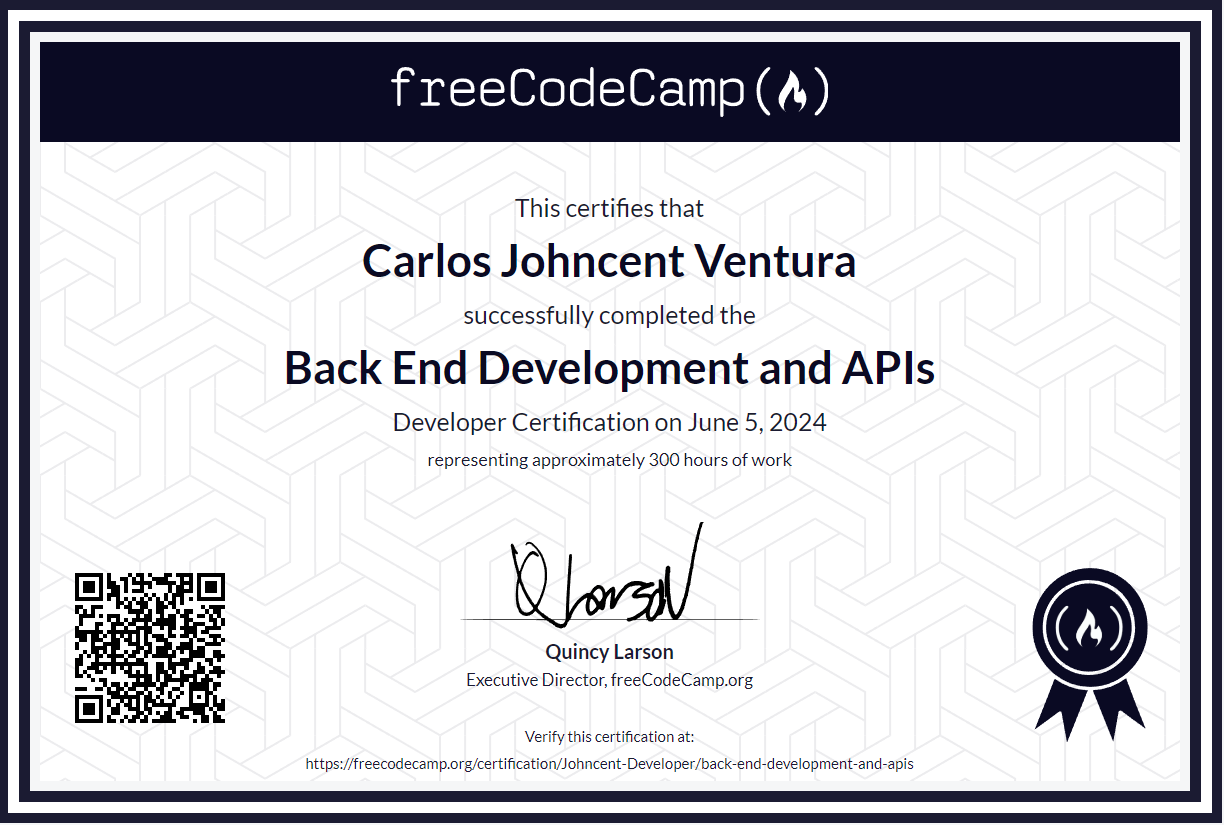 freeCodeCamp
This certifies that
Carlos Johncent Ventura
successfully completed the
Back End Development and APIs
Developer Certification on June 5, 2024
representing approximately 300 hours of work
Q Larson
Quincy Larson
Executive Director, freeCodeCamp.org
Verify this certification at:
https://freecodecamp.org/certification/Johncent-Developer/back-end-development-and-apis